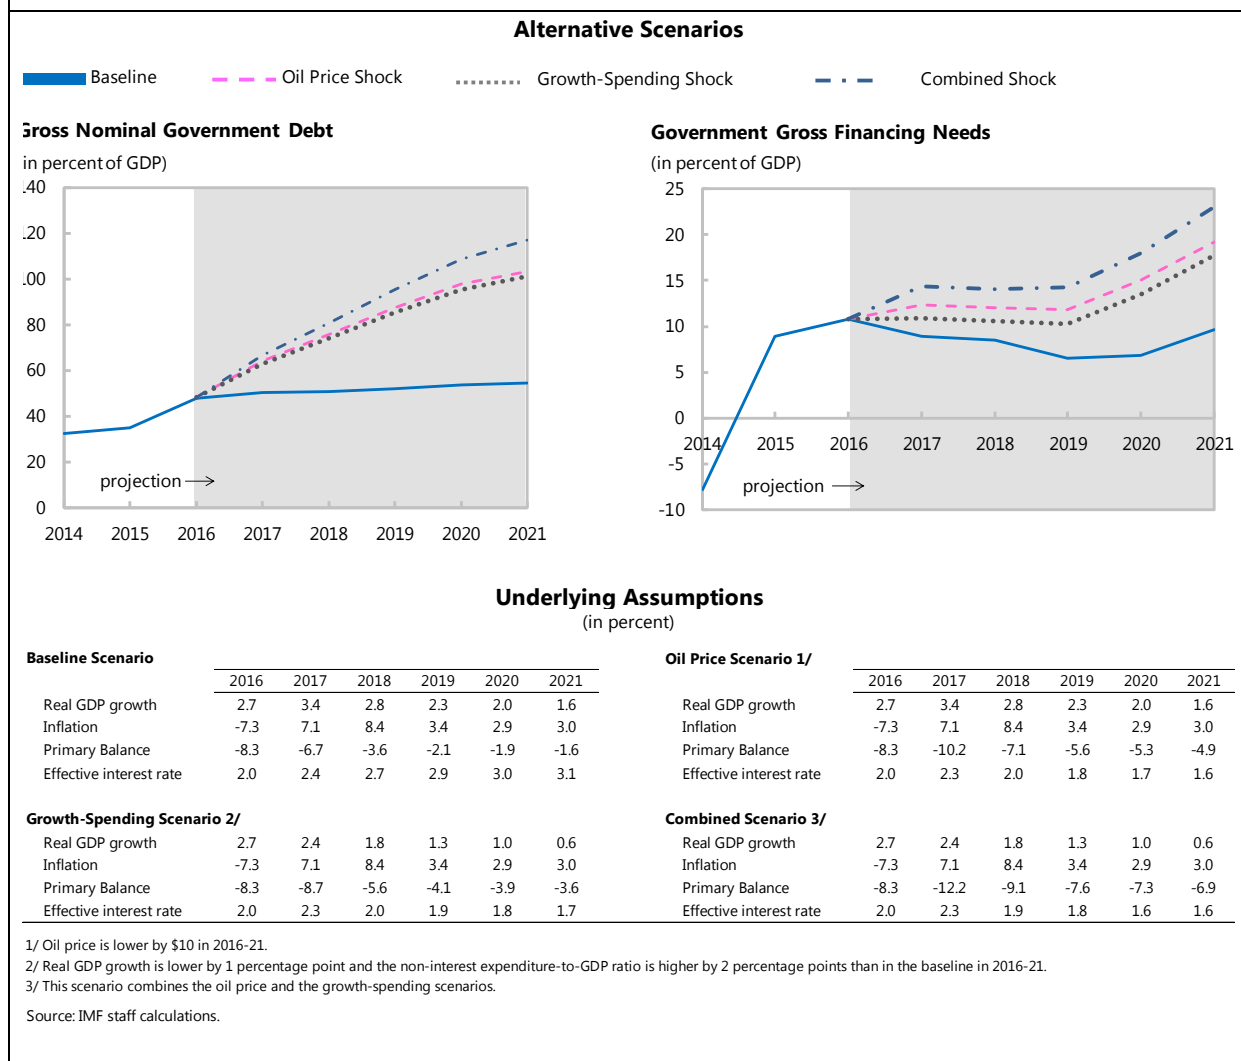 Alternative Scenarios
Baseline Oil Price Shock Growth-Spending Shock Combined Shock
Gross Nominal Government Debt
(in percent of GDP)
140
120
100
80
60
40
20
0
projection
2014 2015 2016 2017 2018 2019 2020 2021
Government Gross Financing Needs
(in percent of GDP)
25
20
15
10
5
0
2014 2015 2016 2017 2018 2019 2020 2021
-5
projection
-10
Underlying Assumptions
(in percent)
Baseline Scenario
2016 2017 2018 2019 2020 2021
Real GDP growth 2.7 3.4 2.8 2.3 2.0 1.6
Inflation -7.3 7.1 8.4 3.4 2.9 3.0
Primary Balance -8.3 -6.7 -3.6 -2.1 -1.9 -1.6
Effective interest rate 2.0 2.4 2.7 2.9 3.0 3.1
Oil Price Scenario 1/
2016 2017 2018 2019 2020 2021
Real GDP growth 2.7 3.4 2.8 2.3 2.0 1.6
Inflation -7.3 7.1 8.4 3.4 2.9 3.0
Primary Balance -8.3 -10.2 -7.1 -5.6 -5.3 -4.9
Effective interest rate 2.0 2.3 2.0 1.8 1.7 1.6
Growth-Spending Scenario 2/
Real GDP growth 2.7 2.4 1.8 1.3 1.0 0.6
Inflation -7.3 7.1 8.4 3.4 2.9 3.0
Primary Balance -8.3 -8.7 -5.6 -4.1 -3.9 -3.6
Effective interest rate 2.0 2.3 2.0 1.9 1.8 1.7
Combined Scenario 3/
Real GDP growth 2.7 2.4 1.8 1.3 1.0 0.6
Inflation -7.3 7.1 8.4 3.4 2.9 3.0
Primary Balance -8.3 -12.2 -9.1 -7.6 -7.3 -6.9
Effective interest rate 2.0 2.3 1.9 1.8 1.6 1.6
1/ Oil price is lower by $10 in 2016-21.
2/ Real GDP growth is lower by 1 percentage point and the non-interest expenditure-to-GDP ratio is higher by 2 percentage points than in the baseline in 2016-21.
3/ This scenario combines the oil price and the growth-spending scenarios.
Source: IMF staff calculations.